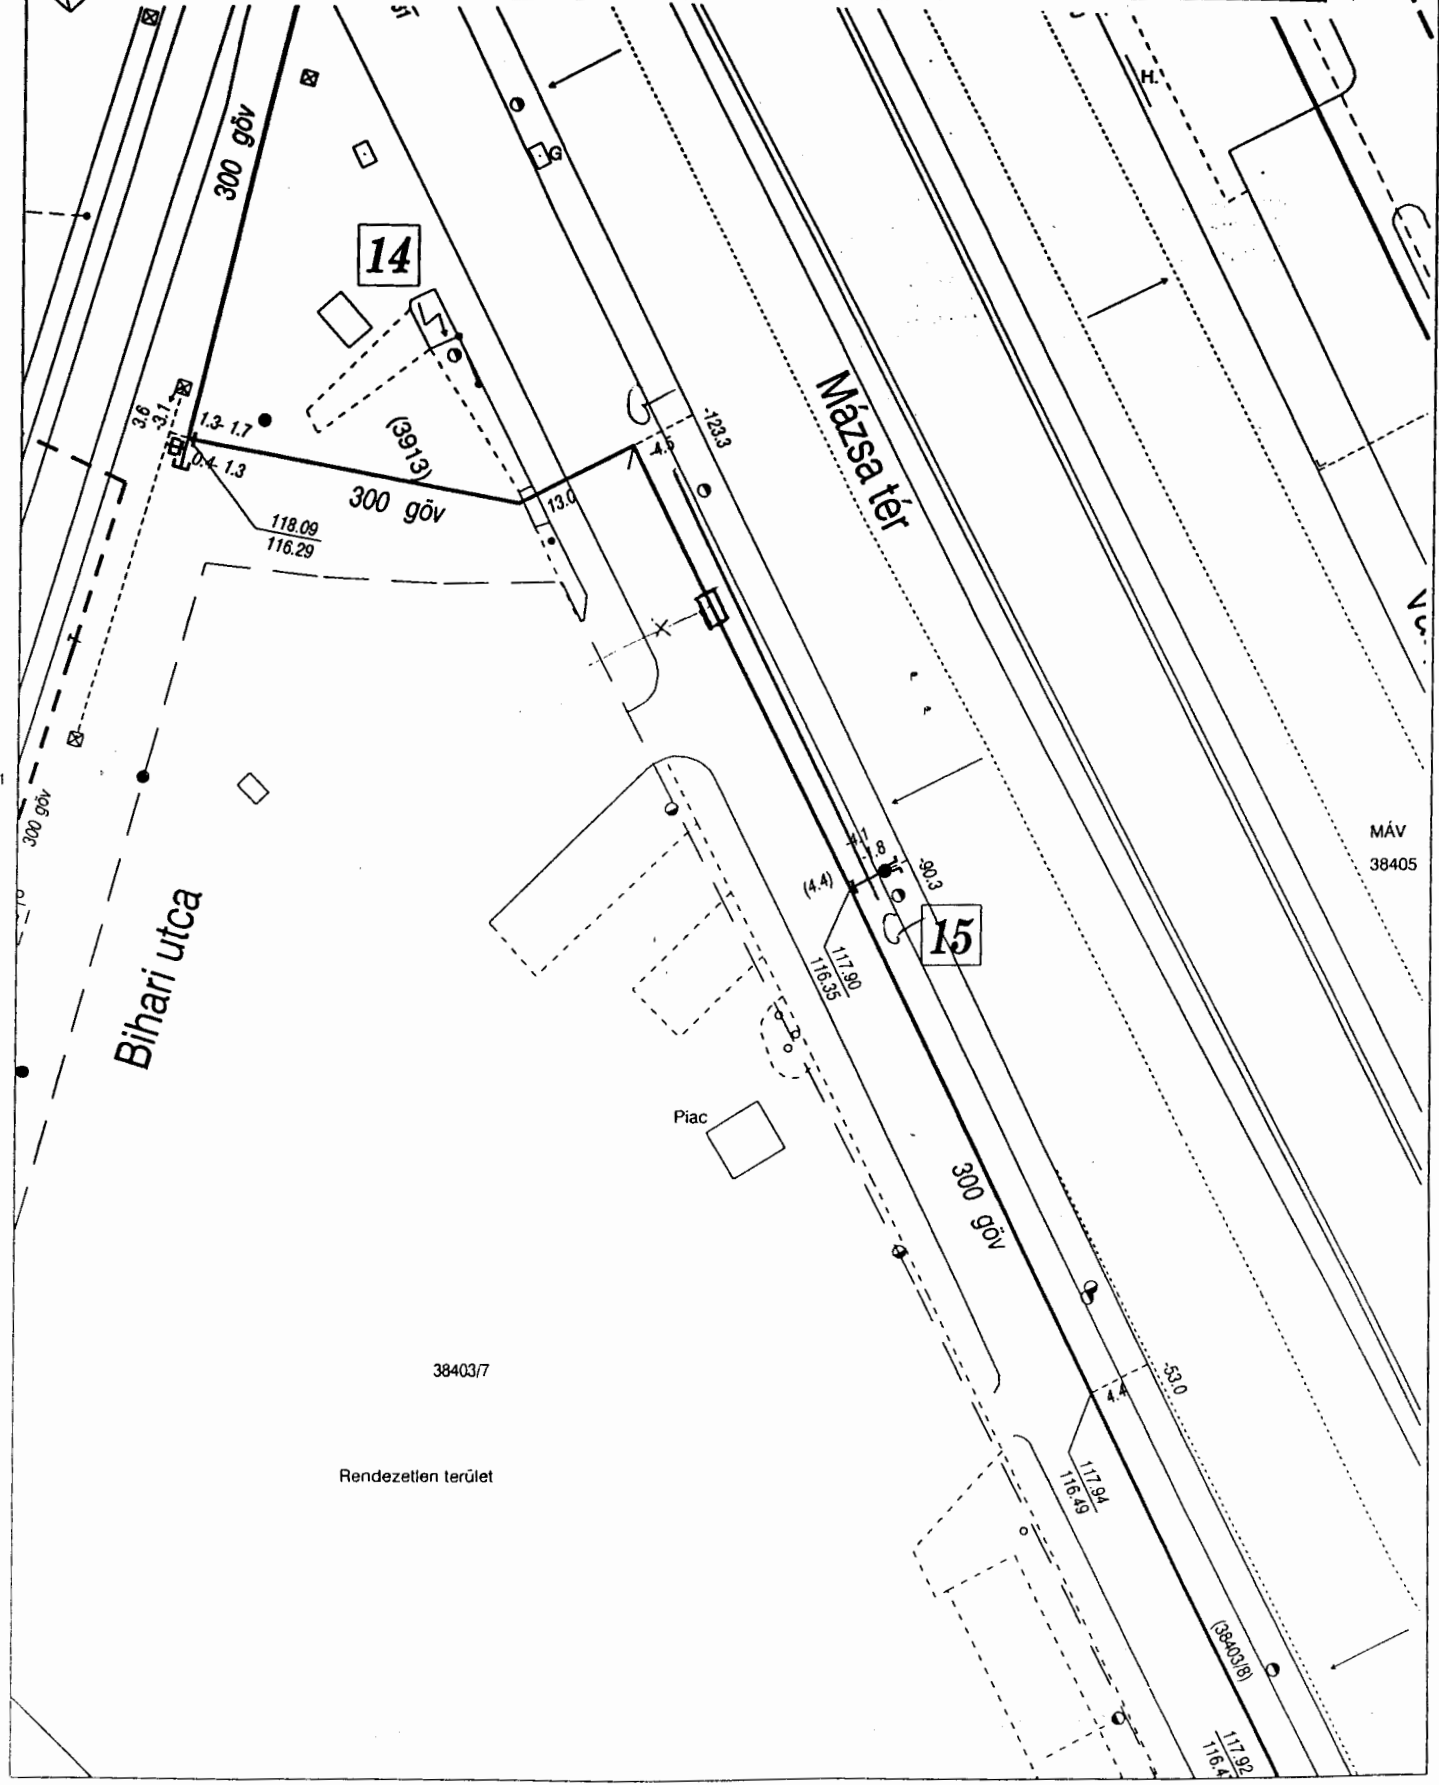 300 göv
H.
G
14
-123.3
Mázsa tér
4.6
3.6
-3.1
1.3- 1.7
0.4- 1.3
(3913)
300 göv
13.0
118.09
116.29
300 göv
MÁV
38405
-4.1
-1.8
-90.3
(4.4)
15
117.90
116.35
Bihari utca
Piac
300 göv
38403/7
-53.0
4.4
Rendezetlen terület
117.94
116.49
(38403/8)
117.92